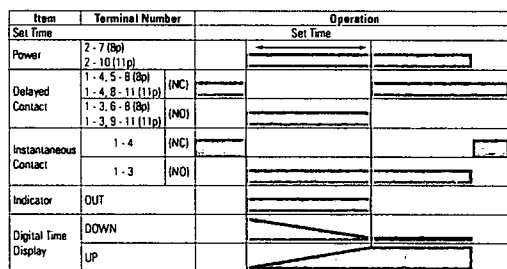 Item Terminal Number Operation
Set Time Set Time
Power 2 - 7 (8p)
2 - 10 (11p)
Delayed Contact 1 - 4, 5 - 8 (8p)
1 - 4, 8 - 11 (11p) (NC)
1 - 3, 6 - 8 (8p)
1 - 3, 9 - 11 (11p) (NO)
Instantaneous Contact 1 - 4 (NC)
1 - 3 (NO)
Indicator OUT
Digital Time Display DOWN
UP